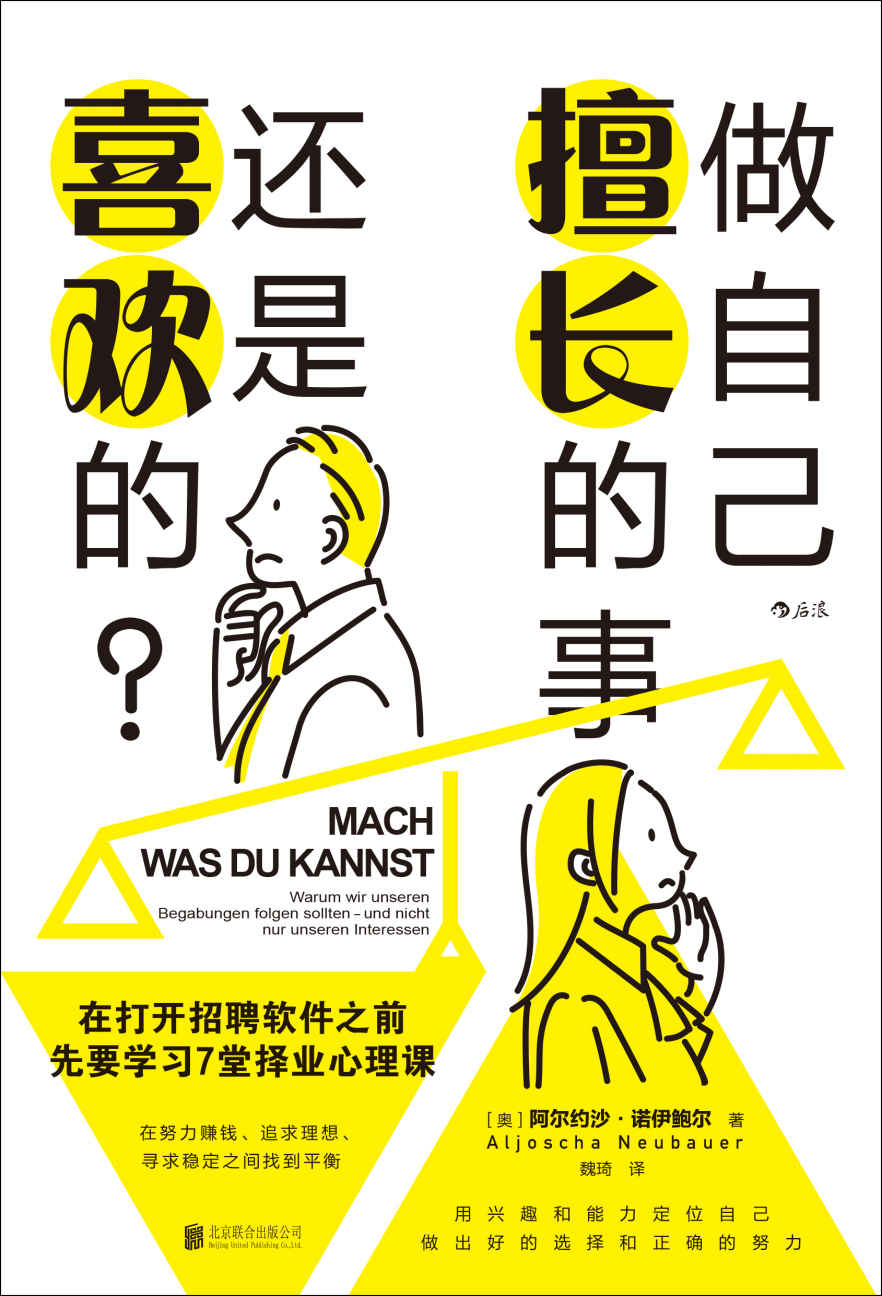 做自己
擅长的事
还是
喜欢的？
后浪
MACH
WAS DU KANNST
Warum wir unseren
Begabungen folgen sollten – und nicht
nur unseren Interessen
在打开招聘软件之前
先要学习7堂择业心理课
在努力赚钱、追求理想、
寻求稳定之间找到平衡
[奥] 阿尔约沙·诺伊鲍尔 著
Aljoscha Neubauer
魏琦 译
用兴趣和能力定位自己
做出好的选择和正确的努力
北京联合出版公司
Beijing United Publishing Co.,Ltd.